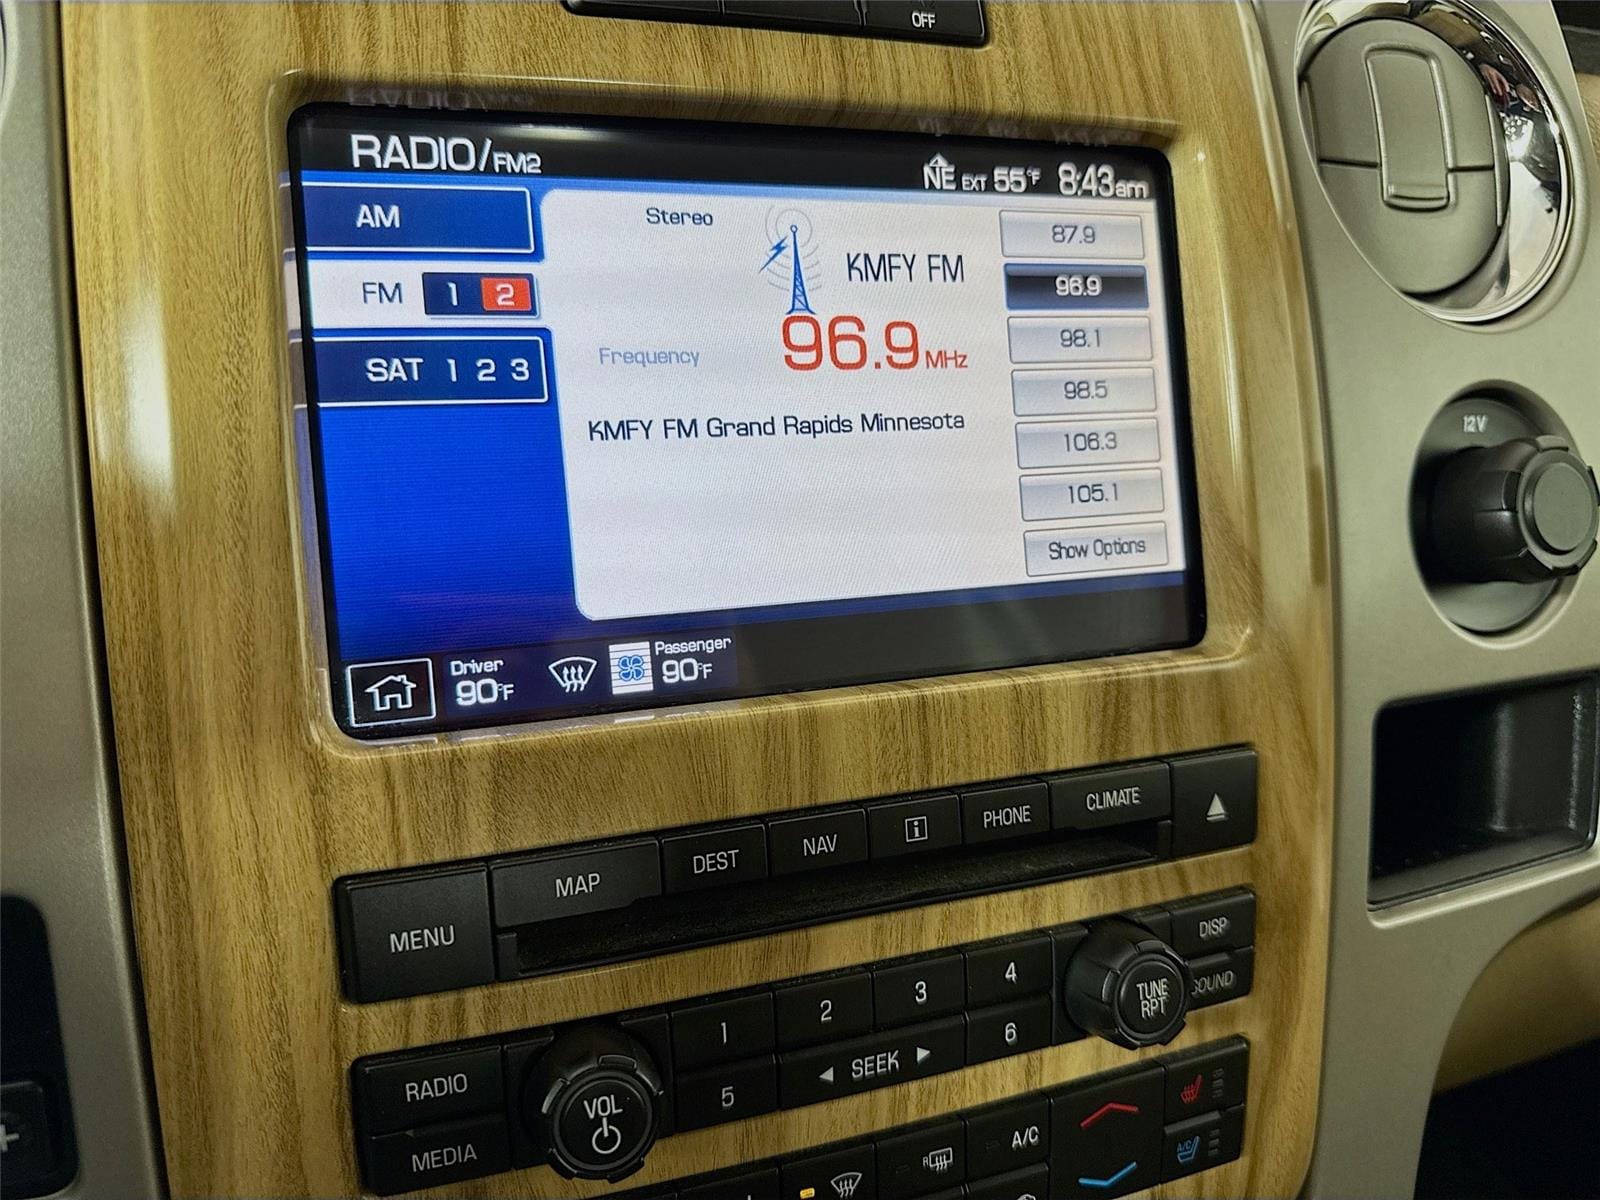 OFF
RADIO/FM2
NE EXT 55°F 8:43am
AM
FM 1 2
SAT 1 2 3
Stereo
KMFY FM
Frequency 96.9 MHz
KMFY FM Grand Rapids Minnesota
87.9
96.9
98.1
98.5
106.3
105.1
Show Options
Driver
90°F
Passenger
90°F
12V
MENU
MAP
DEST
NAV
i
PHONE
CLIMATE
RADIO
MEDIA
VOL
1
2
3
4
5
◄ SEEK ►
6
TUNE
RPT
DISP
SOUND
R
A/C
A/C